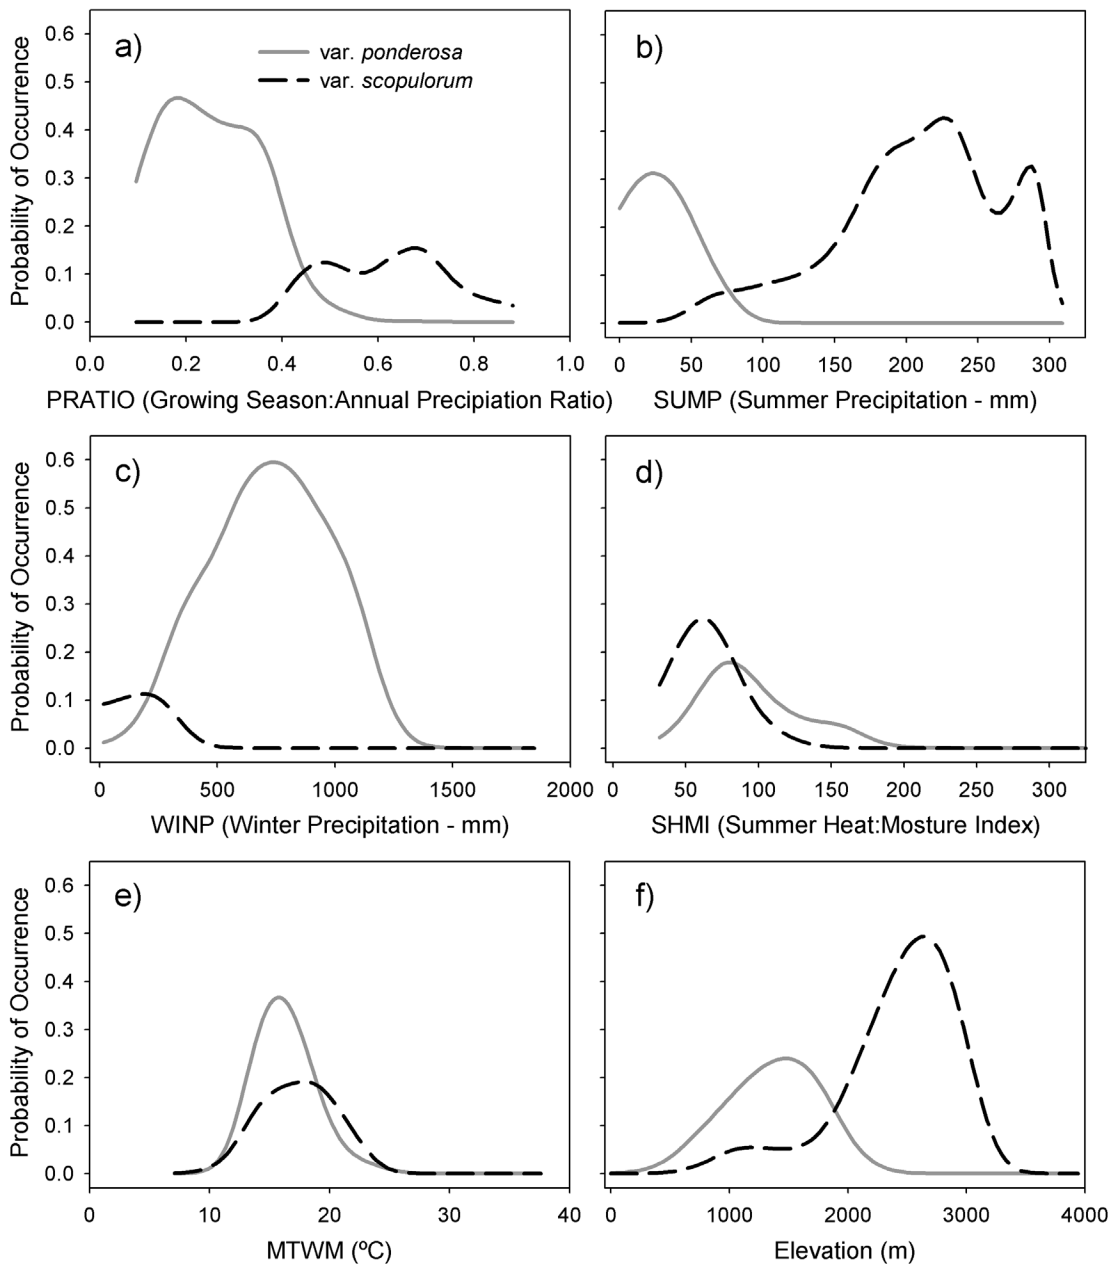 a)
var. ponderosa
var. scopulorum
Probability of Occurrence
0.6
0.5
0.4
0.3
0.2
0.1
0.0
0.0 0.2 0.4 0.6 0.8 1.0
PRATIO (Growing Season:Annual Precipiation Ratio)
b)
0 50 100 150 200 250 300
SUMP (Summer Precipitation - mm)
c)
Probability of Occurrence
0.6
0.5
0.4
0.3
0.2
0.1
0.0
0 500 1000 1500 2000
WINP (Winter Precipitation - mm)
d)
0 50 100 150 200 250 300
SHMI (Summer Heat:Mosture Index)
e)
Probability of Occurrence
0.6
0.5
0.4
0.3
0.2
0.1
0.0
0 10 20 30 40
MTWM (ºC)
f)
0 1000 2000 3000 4000
Elevation (m)